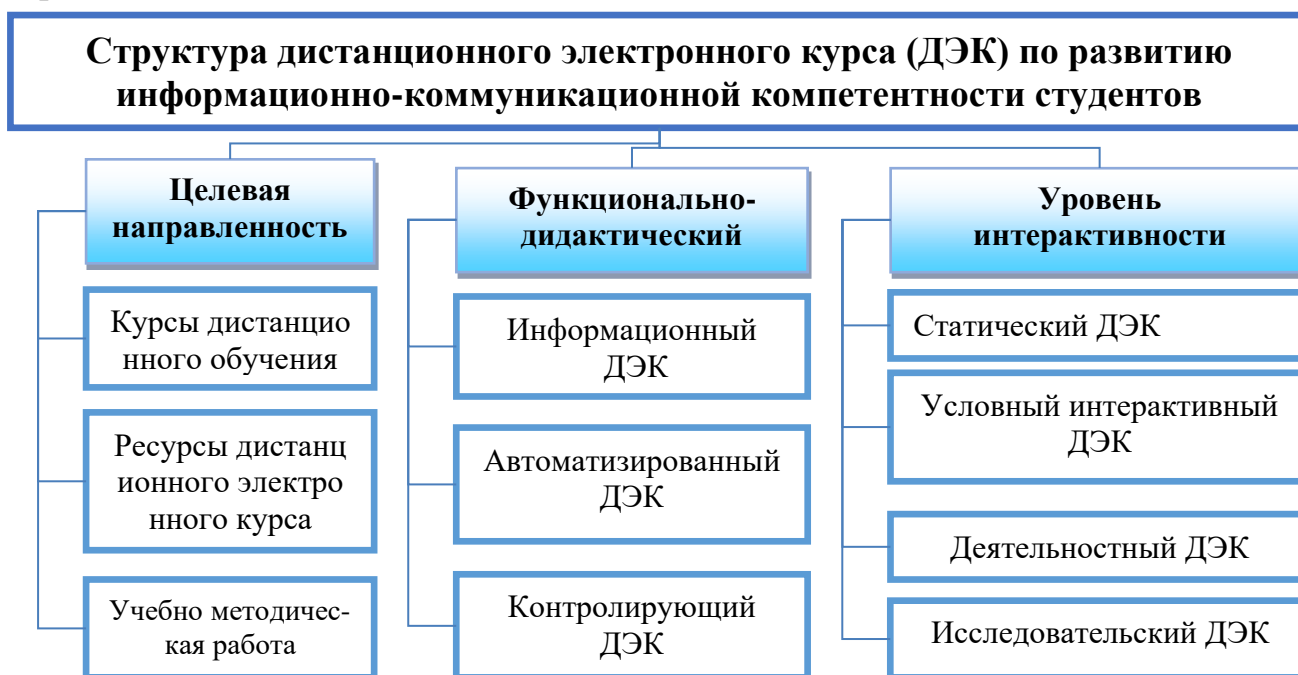 Структура дистанционного электронного курса (ДЭК) по развитию
информационно-коммуникационной компетентности студентов
Целевая
направленность
Курсы дистанцио
нного обучения
Ресурсы дистанц
ионного электро
нного курса
Учебно методичес-
кая работа
Функционально-
дидактический
Информационный
ДЭК
Автоматизированный
ДЭК
Контролирующий
ДЭК
Уровень
интерактивности
Статический ДЭК
Условный интерактивный
ДЭК
Деятельностный ДЭК
Исследовательский ДЭК